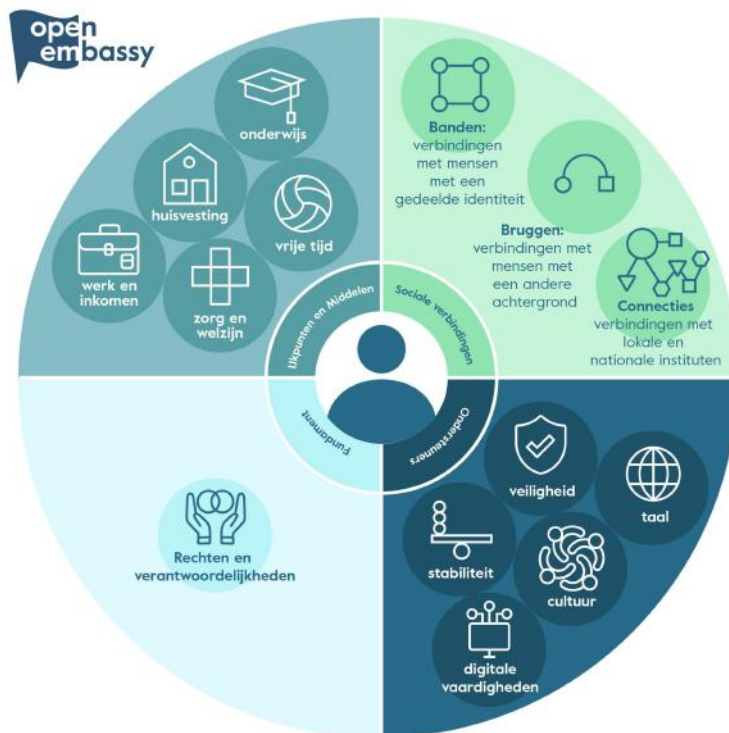 open
embassy
onderwijs
huisvesting
vrije tijd
werk en
inkomen
zorg en
welzijn
IJkpunten en Middelen
Banden:
verbindingen
met mensen
met een
gedeelde identiteit
Bruggen:
verbindingen met
mensen met
een andere
achtergrond
Connecties
verbindingen met
lokale en
nationale instituten
Sociale verbindingen
Fundament
Rechten en
verantwoordelijkheden
Ondersteuners
veiligheid
taal
stabiliteit
cultuur
digitale
vaardigheden